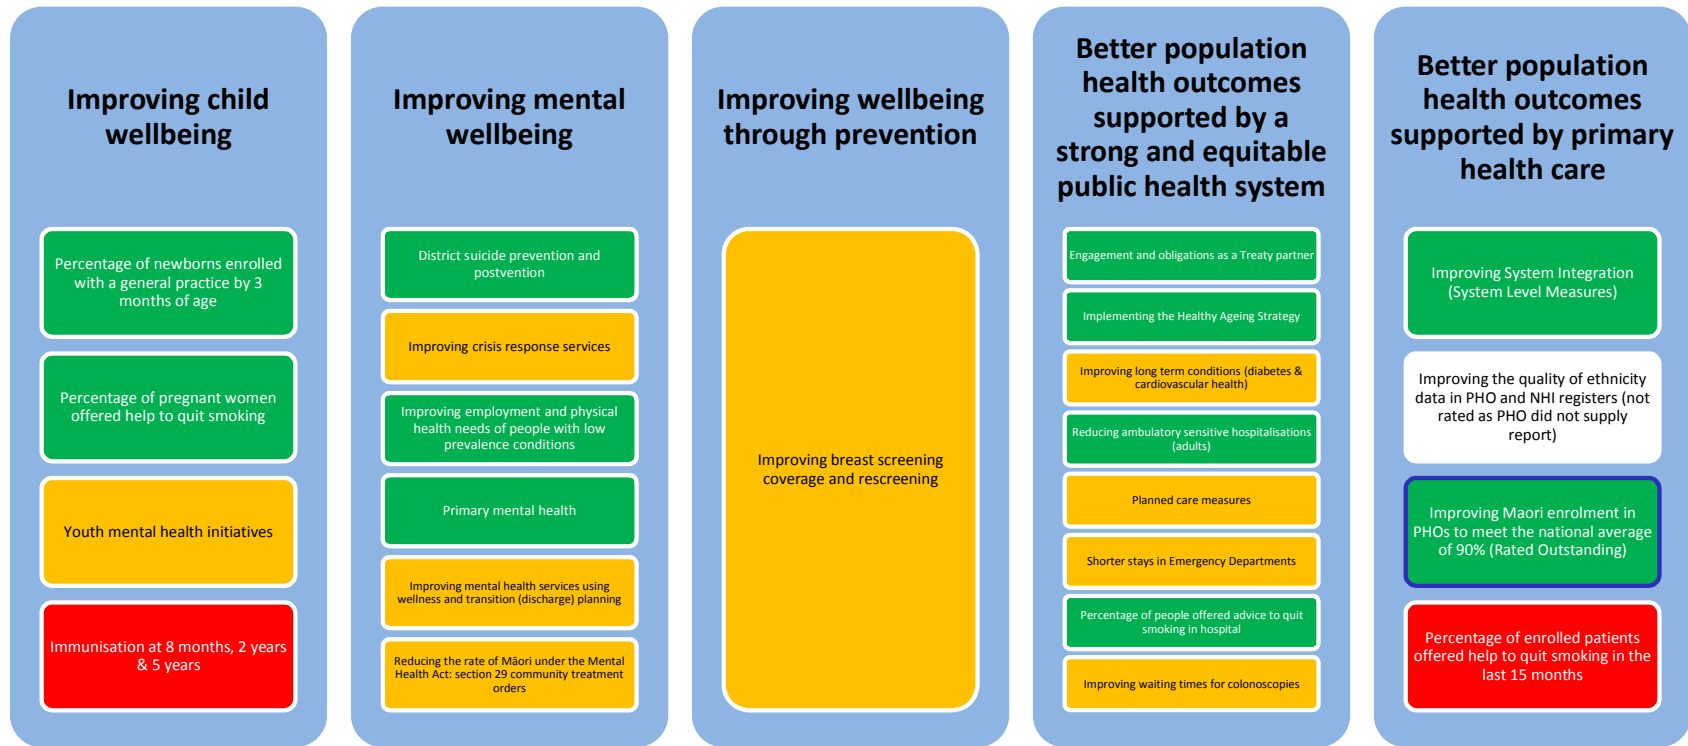 Improving child
wellbeing
Percentage of newborns enrolled
with a general practice by 3
months of age
Percentage of pregnant women
offered help to quit smoking
Youth mental health initiatives
Immunisation at 8 months, 2 years
& 5 years
Improving mental
wellbeing
District suicide prevention and
postvention
Improving crisis response services
Improving employment and physical
health needs of people with low
prevalence conditions
Primary mental health
Improving mental health services using
wellness and transition (discharge) planning
Reducing the rate of Māori under the Mental
Health Act: section 29 community treatment
orders
Improving wellbeing
through prevention
Improving breast screening
coverage and rescreening
Better population
health outcomes
supported by a
strong and equitable
public health system
Engagement and obligations as a Treaty partner
Implementing the Healthy Ageing Strategy
Improving long term conditions (diabetes &
cardiovascular health)
Reducing ambulatory sensitive hospitalisations
(adults)
Planned care measures
Shorter stays in Emergency Departments
Percentage of people offered advice to quit
smoking in hospital
Improving waiting times for colonoscopies
Better population
health outcomes
supported by primary
health care
Improving System Integration
(System Level Measures)
Improving the quality of ethnicity
data in PHO and NHI registers (not
rated as PHO did not supply
report)
Improving Maori enrolment in
PHOs to meet the national average
of 90% (Rated Outstanding)
Percentage of enrolled patients
offered help to quit smoking in the
last 15 months